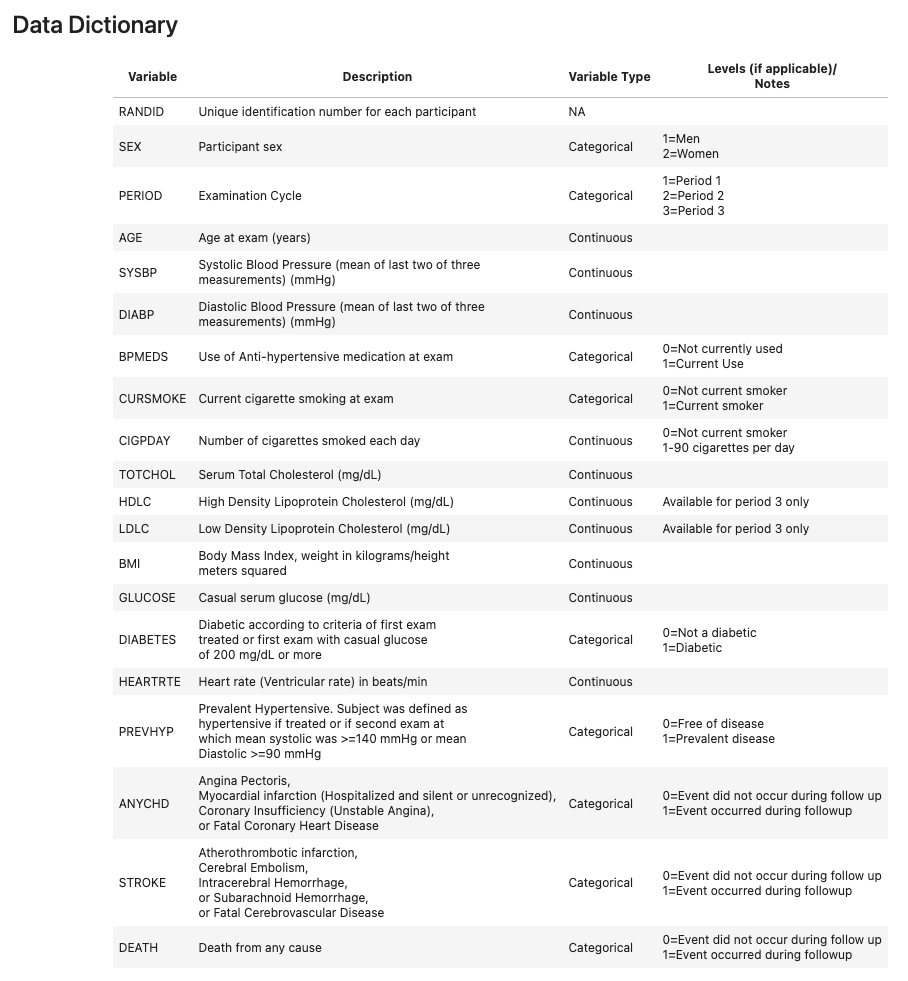 Data Dictionary
Variable Description Variable Type Levels (if applicable)/
Notes
RANDID Unique identification number for each participant NA
SEX Participant sex Categorical 1=Men
2=Women
PERIOD Examination Cycle Categorical 1=Period 1
2=Period 2
3=Period 3
AGE Age at exam (years) Continuous
SYSBP Systolic Blood Pressure (mean of last two of three
measurements) (mmHg) Continuous
DIABP Diastolic Blood Pressure (mean of last two of three
measurements) (mmHg) Continuous
BPMEDS Use of Anti-hypertensive medication at exam Categorical 0=Not currently used
1=Current Use
CURSMOKE Current cigarette smoking at exam Categorical 0=Not current smoker
1=Current smoker
CIGPDAY Number of cigarettes smoked each day Continuous 0=Not current smoker
1-90 cigarettes per day
TOTCHOL Serum Total Cholesterol (mg/dL) Continuous
HDLC High Density Lipoprotein Cholesterol (mg/dL) Continuous Available for period 3 only
LDLC Low Density Lipoprotein Cholesterol (mg/dL) Continuous Available for period 3 only
BMI Body Mass Index, weight in kilograms/height
meters squared Continuous
GLUCOSE Casual serum glucose (mg/dL) Continuous
DIABETES Diabetic according to criteria of first exam
treated or first exam with casual glucose
of 200 mg/dL or more Categorical 0=Not a diabetic
1=Diabetic
HEARTRTE Heart rate (Ventricular rate) in beats/min Continuous
PREVHYP Prevalent Hypertensive. Subject was defined as
hypertensive if treated or if second exam at
which mean systolic was >=140 mmHg or mean
Diastolic >=90 mmHg Categorical 0=Free of disease
1=Prevalent disease
ANYCHD Angina Pectoris,
Myocardial infarction (Hospitalized and silent or unrecognized),
Coronary Insufficiency (Unstable Angina),
or Fatal Coronary Heart Disease Categorical 0=Event did not occur during follow up
1=Event occurred during followup
STROKE Atherothrombotic infarction,
Cerebral Embolism,
Intracerebral Hemorrhage,
or Subarachnoid Hemorrhage,
or Fatal Cerebrovascular Disease Categorical 0=Event did not occur during follow up
1=Event occurred during followup
DEATH Death from any cause Categorical 0=Event did not occur during follow up
1=Event occurred during followup